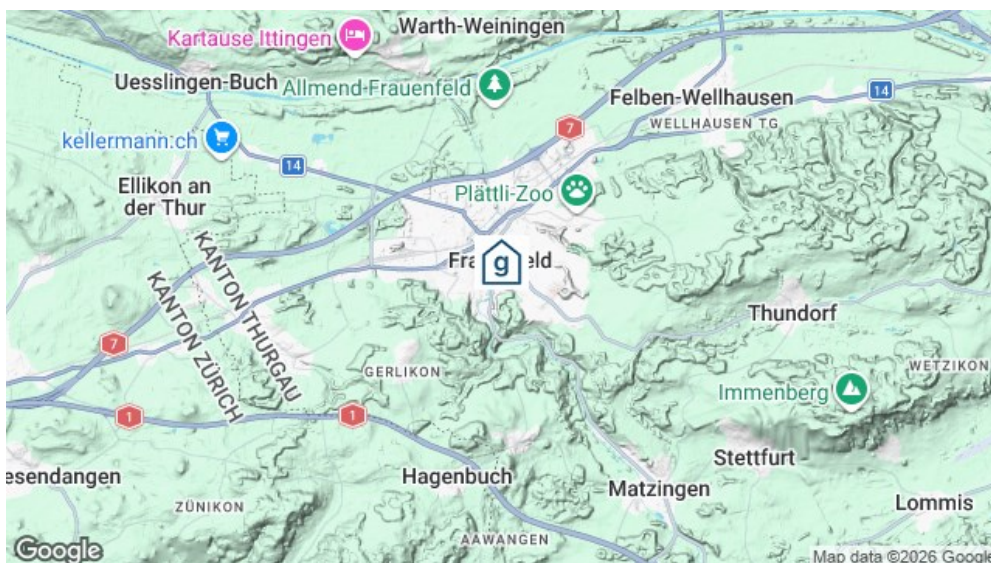 Warth-Weiningen
Kartause Ittingen
Uesslingen-Buch
Allmend Frauenfeld
Felben-Wellhausen
14
WELLHAUSEN TG
7
kellermann.ch
14
Plättli-Zoo
Ellikon an
der Thur
g
KANTON THURGAU
KANTON ZÜRICH
Thundorf
7
GERLIKON
WETZIKON
Immenberg
1
1
Stettfurt
esendangen
Hagenbuch
Matzingen
Lommis
ZÜNIKON
AAWANGEN
Google
Map data ©2026 Google